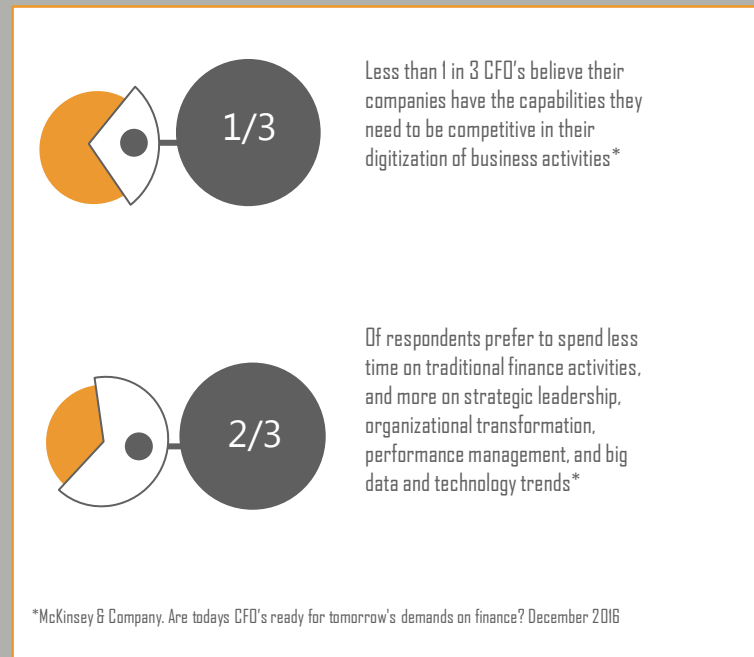 1/3
Less than 1 in 3 CFO's believe their
companies have the capabilities they
need to be competitive in their
digitization of business activities*
2/3
Of respondents prefer to spend less
time on traditional finance activities,
and more on strategic leadership,
organizational transformation,
performance management, and big
data and technology trends*
*McKinsey & Company. Are todays CFO's ready for tomorrow's demands on finance? December 2016